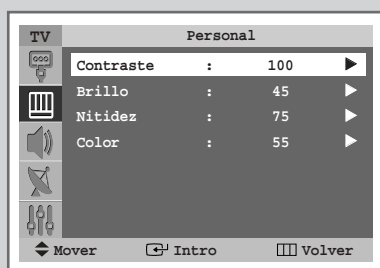 TV Personal
Contraste : 100
Brillo : 45
Nitidez : 75
Color : 55
Mover Intro Volver